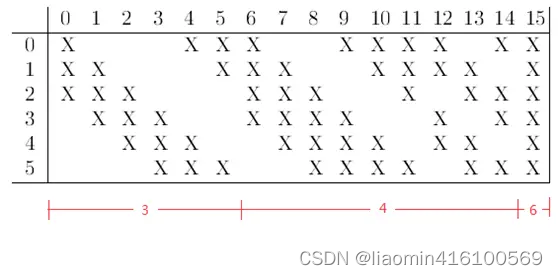 0 1 2 3 4 5 6 7 8 9 10 11 12 13 14 15
0 X X X X X X X X X X
1 X X X X X X X X X X
2 X X X X X X X X X X
3 X X X X X X X X X X
4 X X X X X X X X X X
5 X X X X X X X X X X
3 4 6
CSDN @liaomin416100569